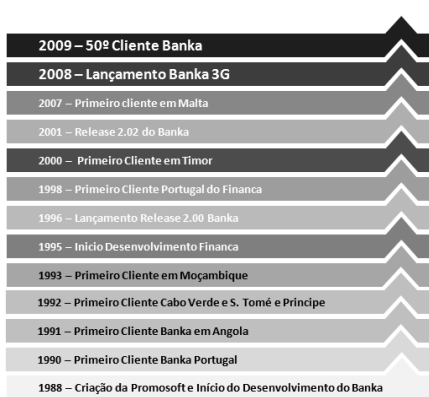 2009 – 50º Cliente Banka
2008 – Lançamento Banka 3G
2007 – Primeiro cliente em Malta
2001 – Release 2.02 do Banka
2000 – Primeiro Cliente em Timor
1998 – Primeiro Cliente Portugal do Financa
1996 – Lançamento Release 2.00 Banka
1995 – Inicio Desenvolvimento Financa
1993 – Primeiro Cliente em Moçambique
1992 – Primeiro Cliente Cabo Verde e S. Tomé e Principe
1991 – Primeiro Cliente Banka em Angola
1990 – Primeiro Cliente Banka Portugal
1988 – Criação da Promosoft e Início do Desenvolvimento do Banka